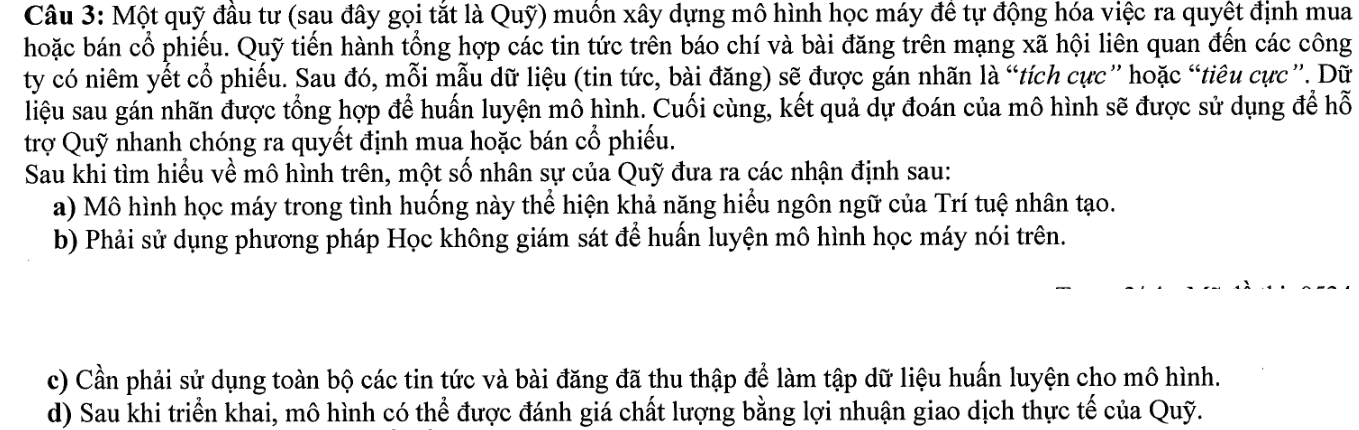 Câu 3: Một quỹ đầu tư (sau đây gọi tắt là Quỹ) muốn xây dựng mô hình học máy để tự động hóa việc ra quyết định mua
hoặc bán cổ phiếu. Quỹ tiến hành tổng hợp các tin tức trên báo chí và bài đăng trên mạng xã hội liên quan đến các công
ty có niêm yết cổ phiếu. Sau đó, mỗi mẫu dữ liệu (tin tức, bài đăng) sẽ được gán nhãn là “tích cực” hoặc “tiêu cực”. Dữ
liệu sau gán nhãn được tổng hợp để huấn luyện mô hình. Cuối cùng, kết quả dự đoán của mô hình sẽ được sử dụng để hỗ
trợ Quỹ nhanh chóng ra quyết định mua hoặc bán cổ phiếu.
Sau khi tìm hiểu về mô hình trên, một số nhân sự của Quỹ đưa ra các nhận định sau:
a) Mô hình học máy trong tình huống này thể hiện khả năng hiểu ngôn ngữ của Trí tuệ nhân tạo.
b) Phải sử dụng phương pháp Học không giám sát để huấn luyện mô hình học máy nói trên.
c) Cần phải sử dụng toàn bộ các tin tức và bài đăng đã thu thập để làm tập dữ liệu huấn luyện cho mô hình.
d) Sau khi triển khai, mô hình có thể được đánh giá chất lượng bằng lợi nhuận giao dịch thực tế của Quỹ.